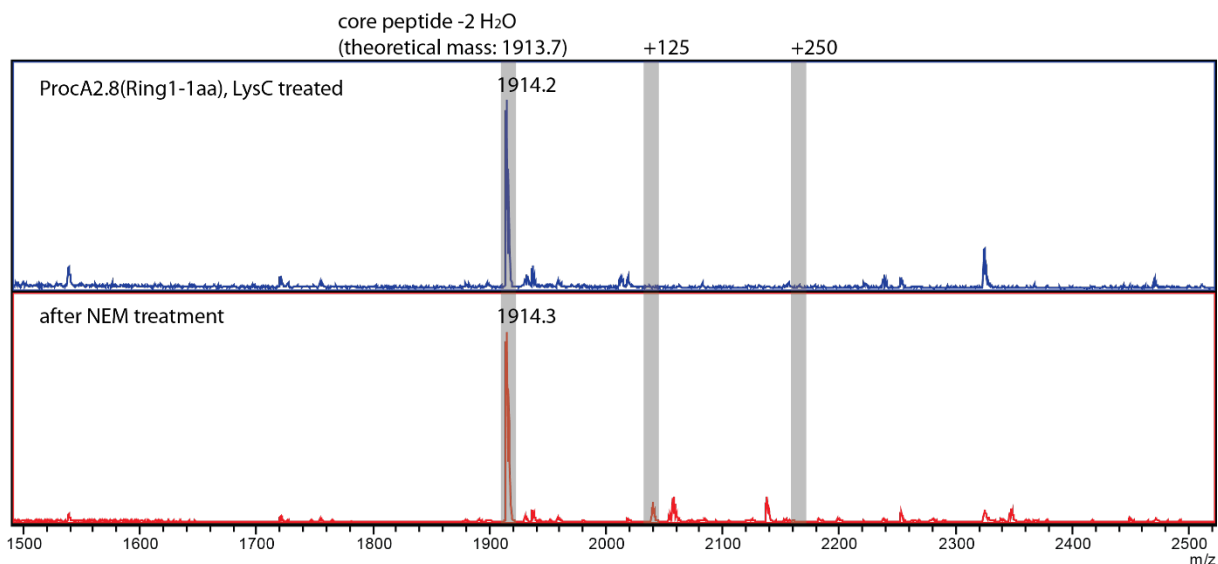 core peptide -2 H₂O
(theoretical mass: 1913.7) +125 +250
ProcA2.8(Ring1-1aa), LysC treated 1914.2
after NEM treatment 1914.3
1500 1600 1700 1800 1900 2000 2100 2200 2300 2400 2500
m/z